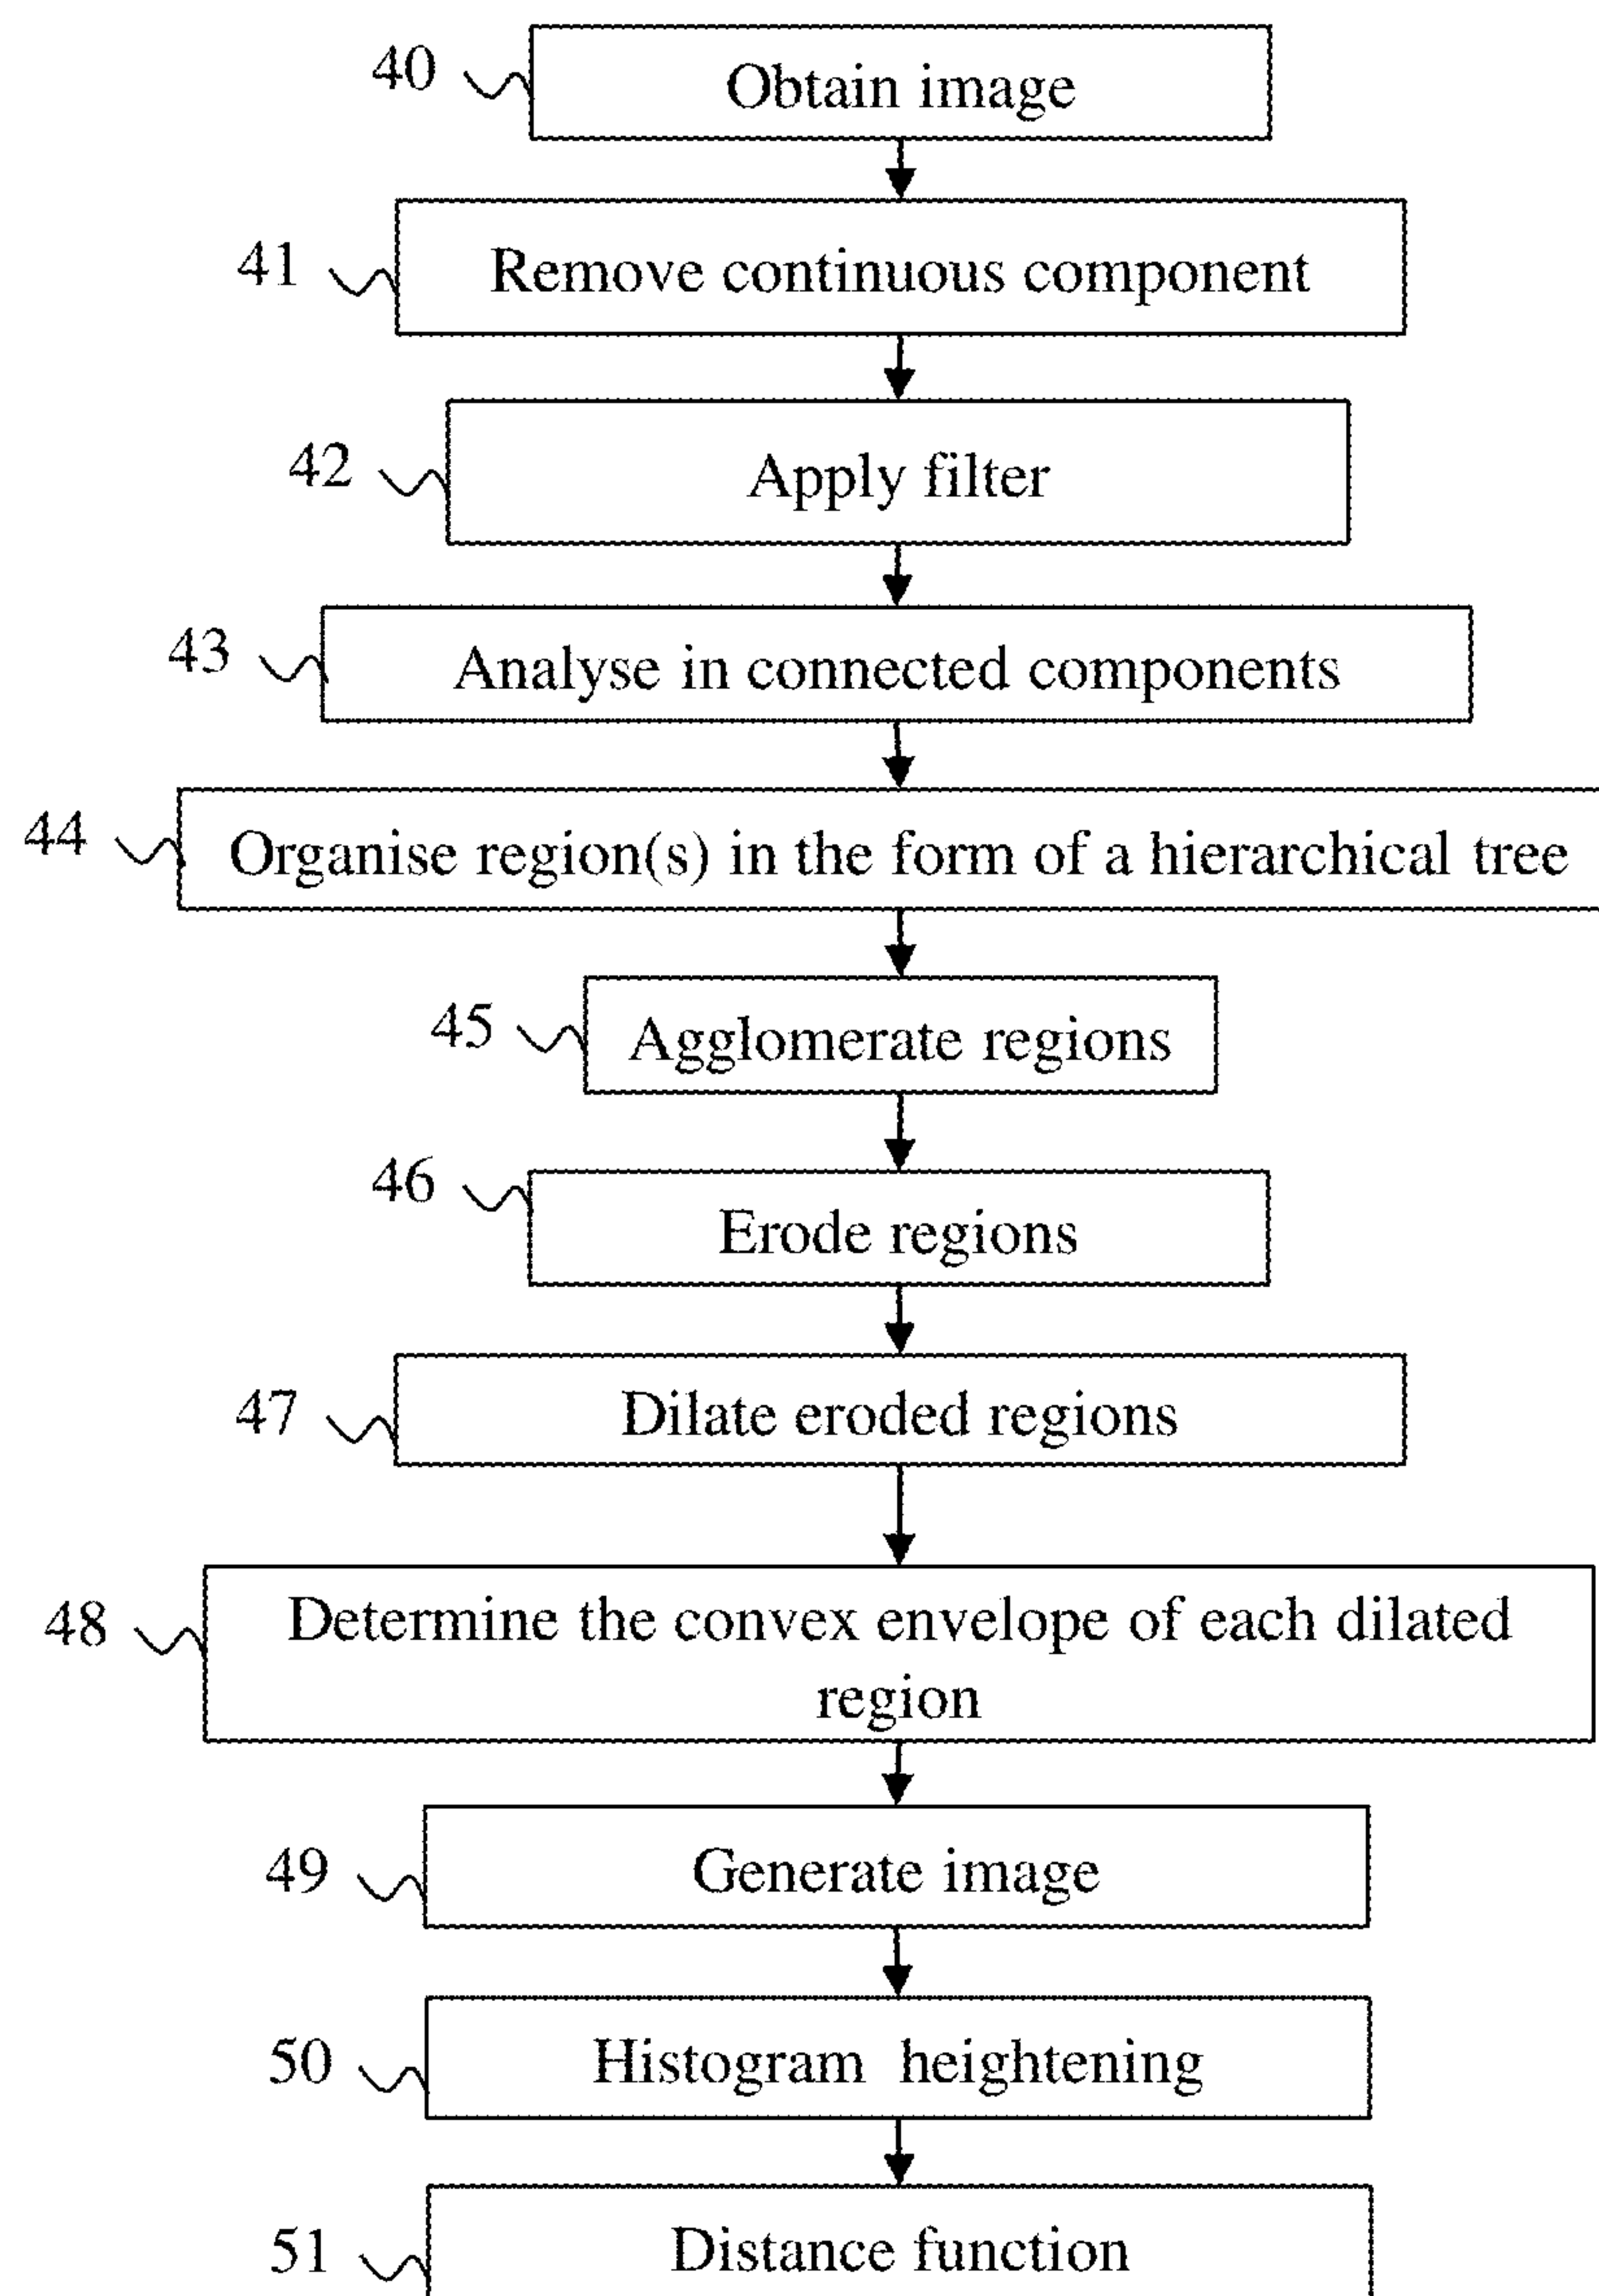 40 Obtain image
41 Remove continuous component
42 Apply filter
43 Analyse in connected components
44 Organise region(s) in the form of a hierarchical tree
45 Agglomerate regions
46 Erode regions
47 Dilate eroded regions
48 Determine the convex envelope of each dilated
region
49 Generate image
50 Histogram heightening
51 Distance function